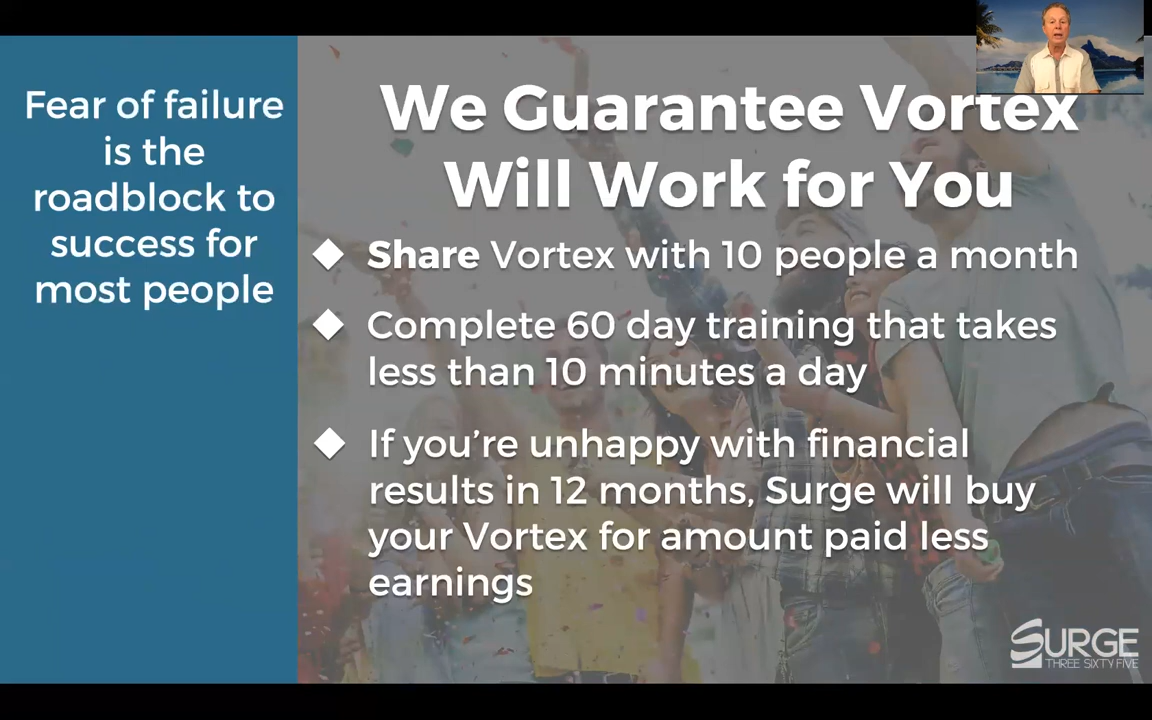 Fear of failure
is the
roadblock to
success for
most people
We Guarantee Vortex
Will Work for You
Share Vortex with 10 people a month
Complete 60 day training that takes
less than 10 minutes a day
If you're unhappy with financial
results in 12 months, Surge will buy
your Vortex for amount paid less
earnings
SURGE
THREE SIXTY FIVE